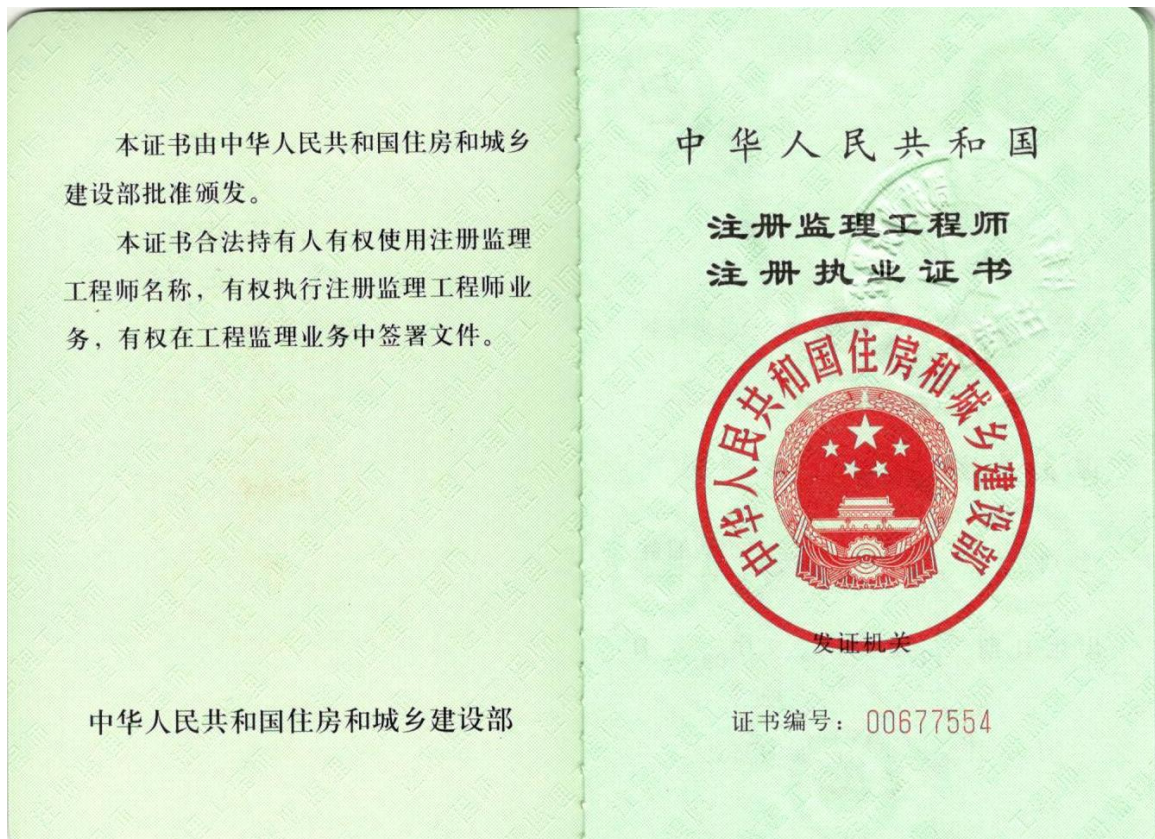 本证书由中华人民共和国住房和城乡
建设部批准颁发。
本证书合法持有人有权使用注册监理
工程师名称，有权执行注册监理工程师业
务，有权在工程监理业务中签署文件。
中华人民共和国住房和城乡建设部
中华人民共和国
注册监理工程师
注册执业证书
中华人民共和国住房和城乡建设部
发证机关
证书编号：00677554